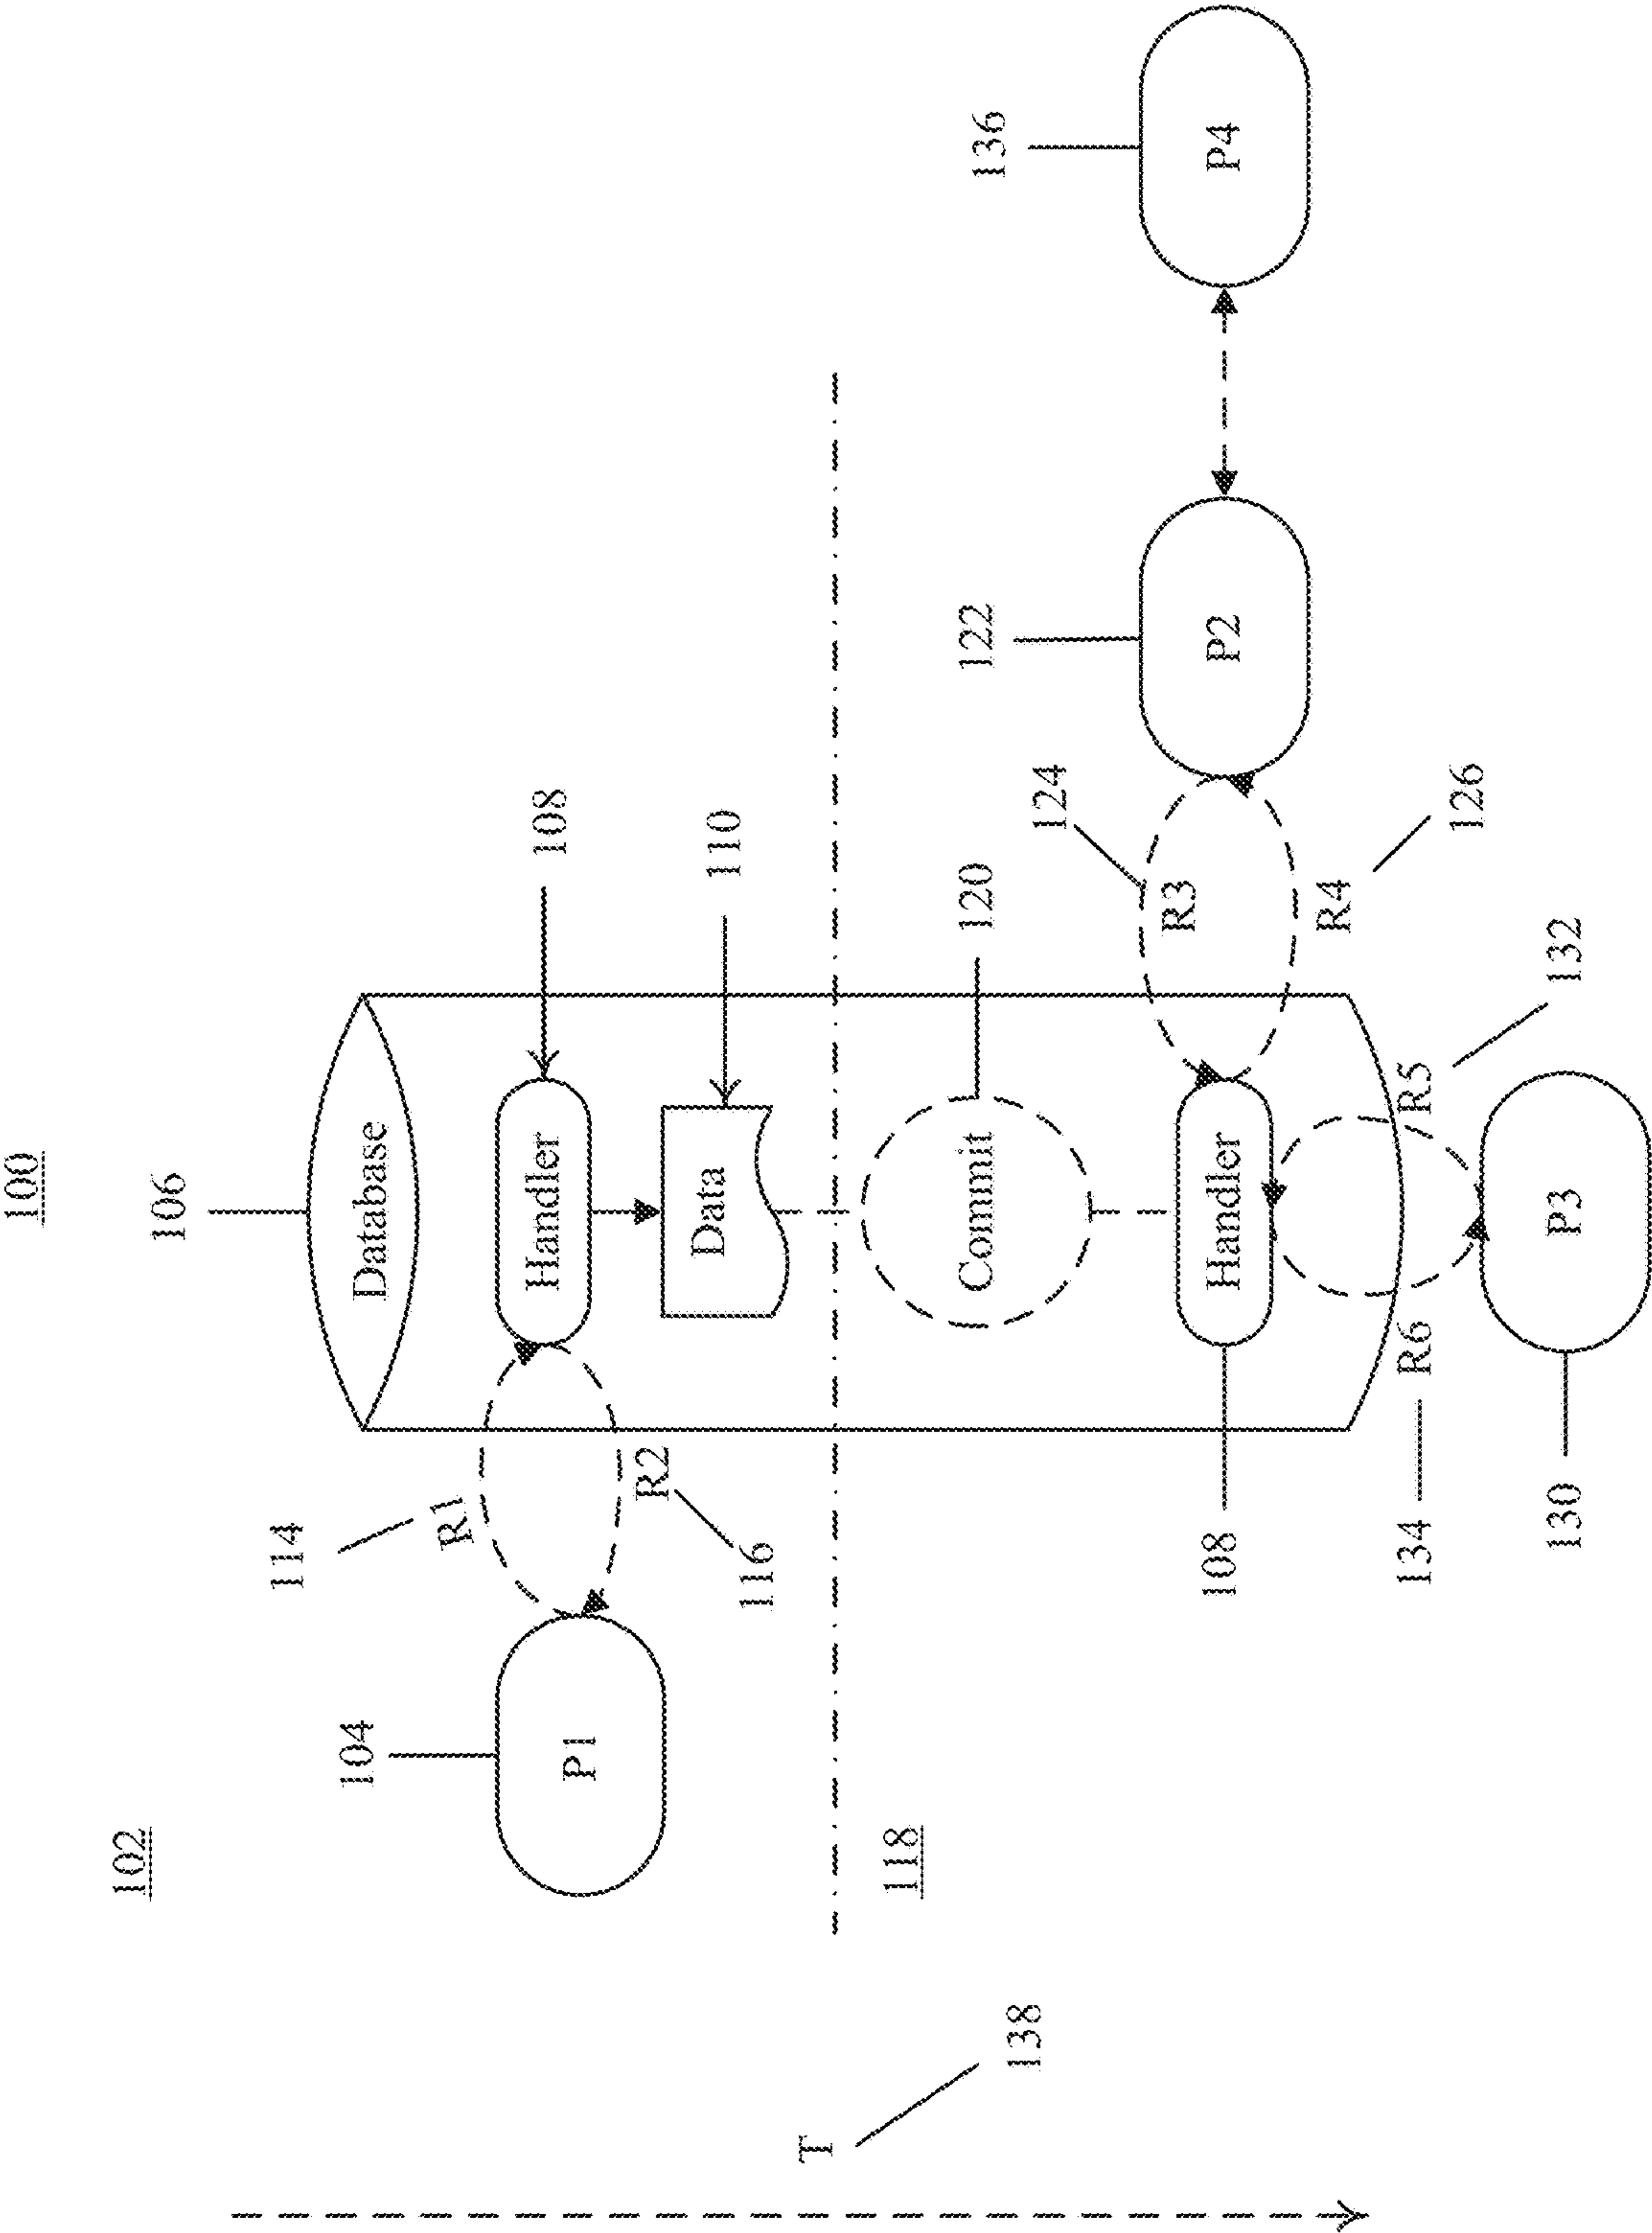 100
102
106
114
104
Database
R1
108
P1
Handler
R2
110
Data
116
T
118
Commit
120
122
136
138
124
R3
108
Handler
P2
P4
R4
134
R6
R5
126
130
P3
132